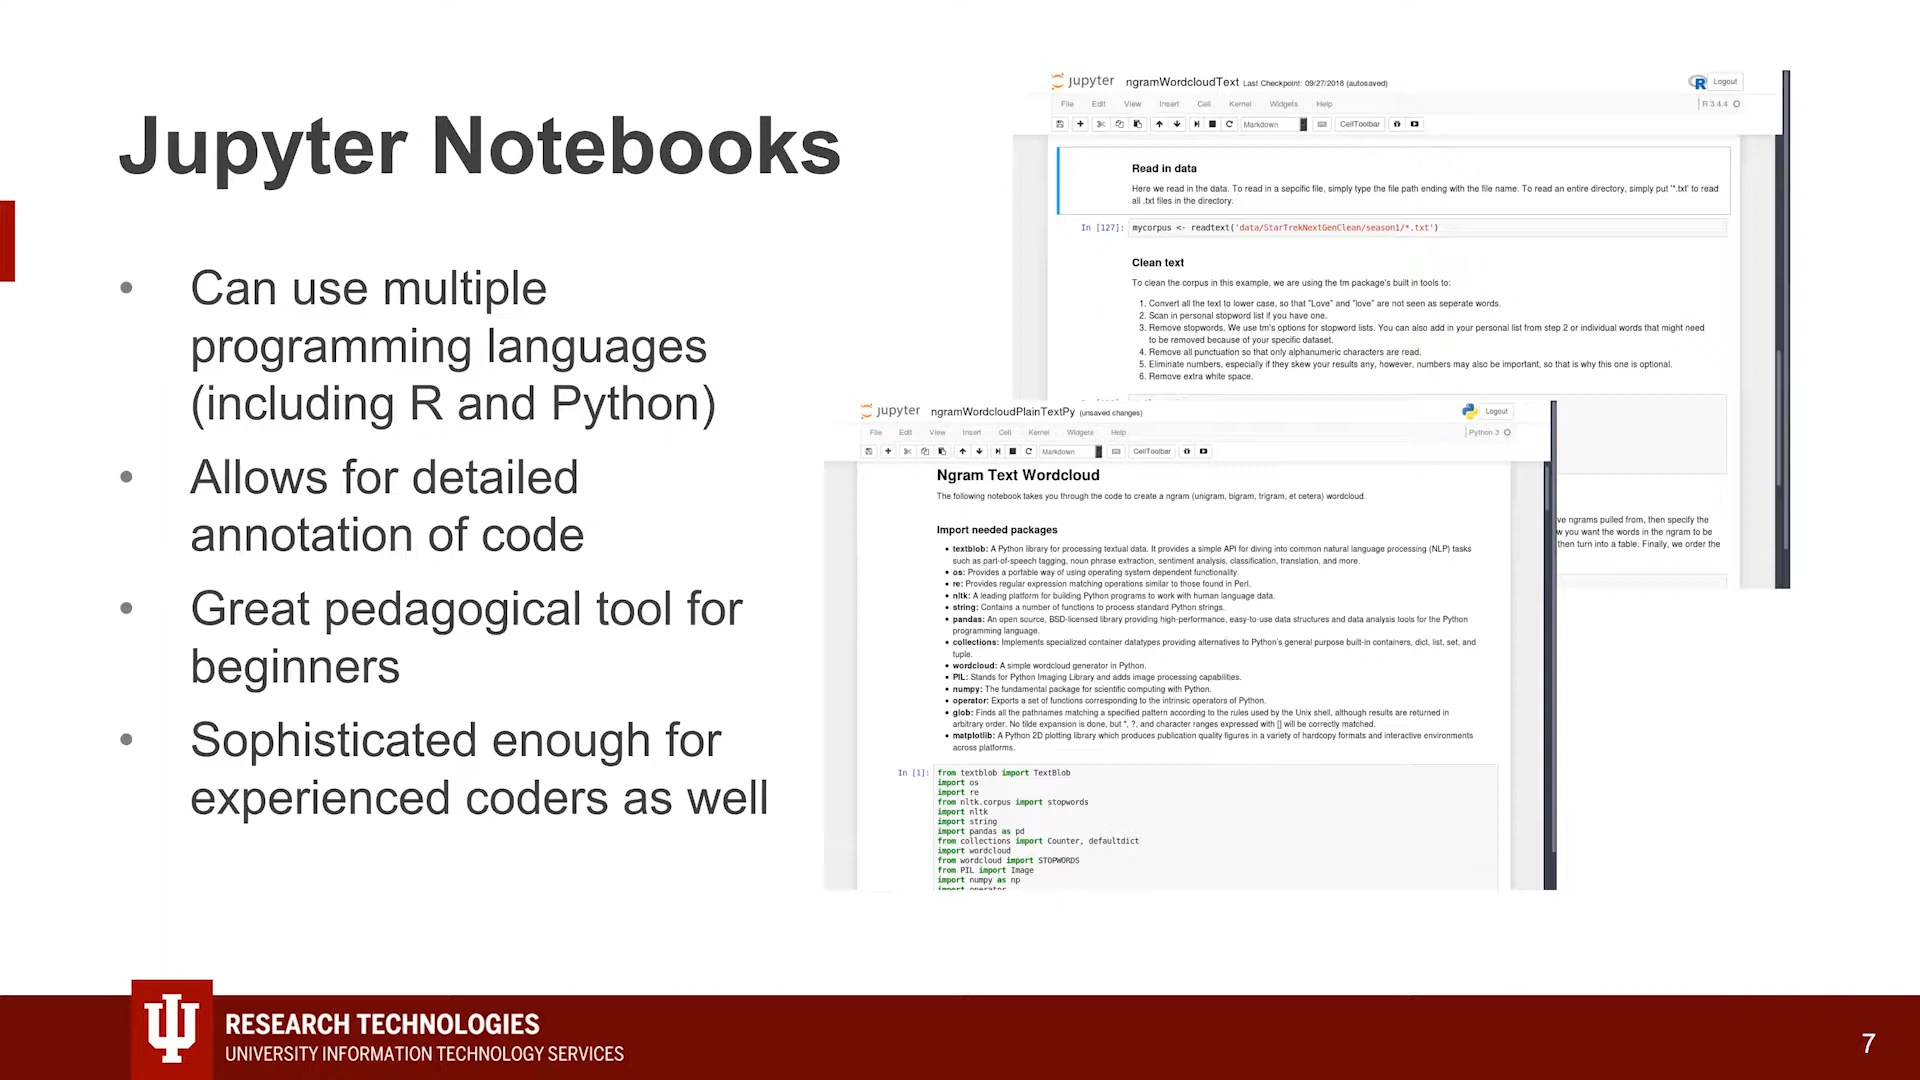 Jupyter Notebooks
• Can use multiple
programming languages
(including R and Python)
• Allows for detailed
annotation of code
• Great pedagogical tool for
beginners
• Sophisticated enough for
experienced coders as well
jupyter ngramWordcloudText Last Checkpoint: 09/27/2018 (autosaved)
R Logout
File Edit View Insert Cell Kernel Widgets Help
R 3.4.4
Markdown CellToolbar
Read in data
Here we read in the data. To read in a sepcific file, simply type the file path ending with the file name. To read an entire directory, simply put '*.txt' to read
all .txt files in the directory.
In [127]: mycorpus <- readtext('data/StarTrekNextGenClean/season1/*.txt')
Clean text
To clean the corpus in this example, we are using the tm package's built in tools to:
1. Convert all the text to lower case, so that "Love" and "love" are not seen as seperate words.
2. Scan in personal stopword list if you have one.
3. Remove stopwords. We use tm's options for stopword lists. You can also add in your personal list from step 2 or individual words that might need
to be removed because of your specific dataset.
4. Remove all punctuation so that only alphanumeric characters are read.
5. Eliminate numbers, especially if they skew your results any, however, numbers may also be important, so that is why this one is optional.
6. Remove extra white space.
ve ngrams pulled from, then specify the
w you want the words in the ngram to be
then turn into a table. Finally, we order the
jupyter ngramWordcloudPlainTextPy (unsaved changes)
Logout
File Edit View Insert Cell Kernel Widgets Help
Python 3
Markdown CellToolbar
Ngram Text Wordcloud
The following notebook takes you through the code to create a ngram (unigram, bigram, trigram, et cetera) wordcloud.
Import needed packages
• textblob: A Python library for processing textual data. It provides a simple API for diving into common natural language processing (NLP) tasks
such as part-of-speech tagging, noun phrase extraction, sentiment analysis, classification, translation, and more.
• os: Provides a portable way of using operating system dependent functionality.
• re: Provides regular expression matching operations similar to those found in Perl.
• nltk: A leading platform for building Python programs to work with human language data.
• string: Contains a number of functions to process standard Python strings.
• pandas: An open source, BSD-licensed library providing high-performance, easy-to-use data structures and data analysis tools for the Python
programming language.
• collections: Implements specialized container datatypes providing alternatives to Python's general purpose built-in containers, dict, list, set, and
tuple.
• wordcloud: A simple wordcloud generator in Python.
• PIL: Stands for Python Imaging Library and adds image processing capabilities.
• numpy: The fundamental package for scientific computing with Python.
• operator: Exports a set of functions corresponding to the intrinsic operators of Python.
• glob: Finds all the pathnames matching a specified pattern according to the rules used by the Unix shell, although results are returned in
arbitrary order. No tilde expansion is done, but *, ?, and character ranges expressed with [] will be correctly matched.
• matplotlib: A Python 2D plotting library which produces publication quality figures in a variety of hardcopy formats and interactive environments
across platforms.
In [1]: from textblob import TextBlob
import os
import re
from nltk.corpus import stopwords
import nltk
import string
import pandas as pd
from collections import Counter, defaultdict
import wordcloud
from wordcloud import STOPWORDS
from PIL import Image
import numpy as np
import operator
RESEARCH TECHNOLOGIES
UNIVERSITY INFORMATION TECHNOLOGY SERVICES
7